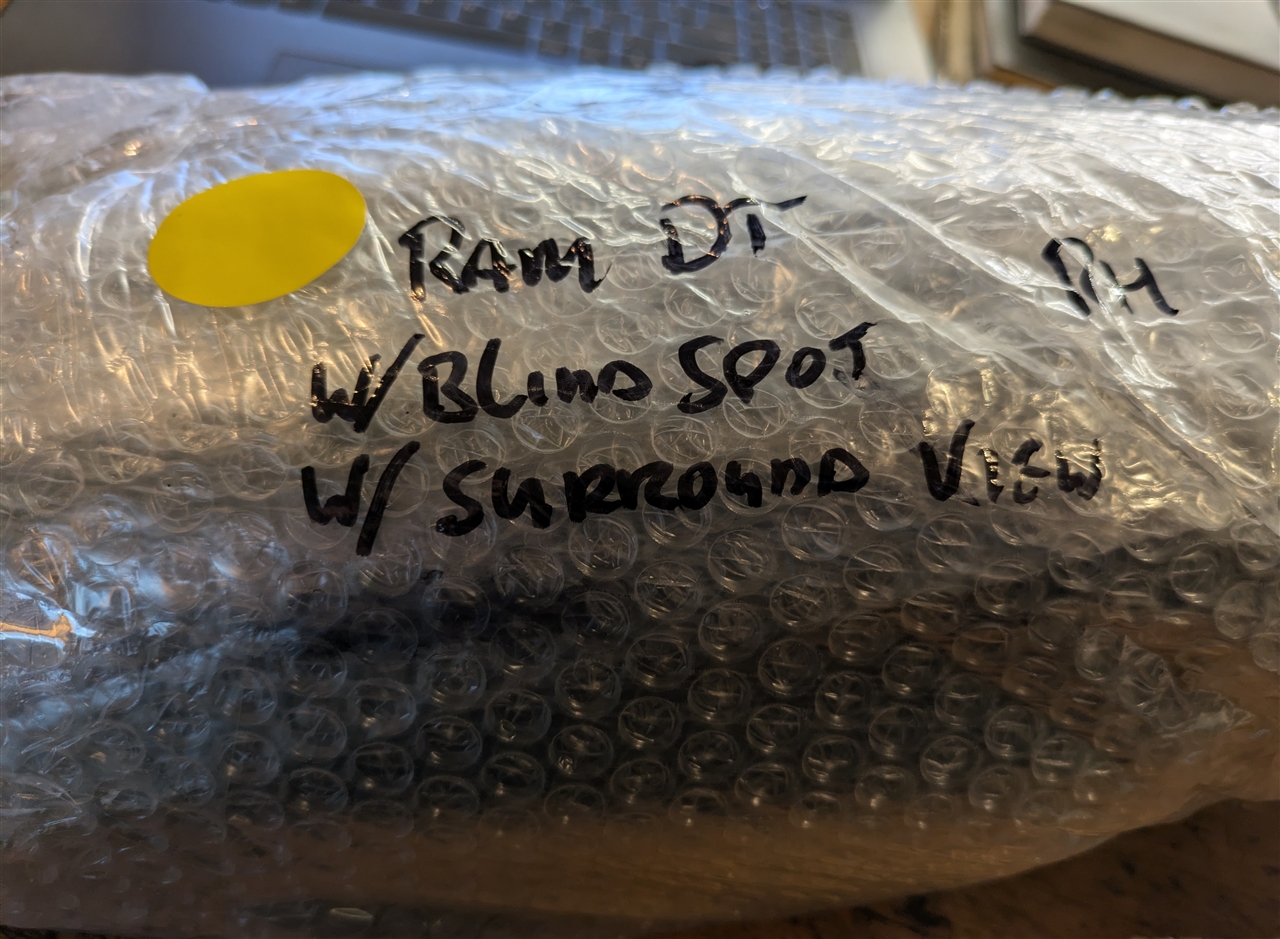 RAM DT RH
W/ BLIND SPOT
W/ SURROUND VIEW